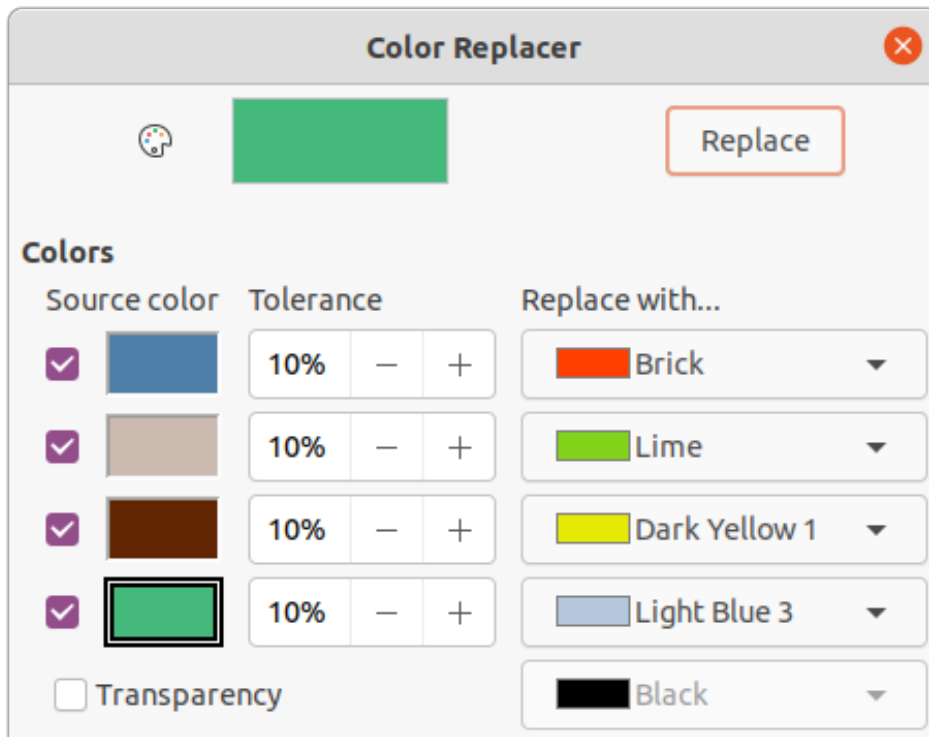 Color Replacer
Replace
Colors
Source color Tolerance Replace with...
10% − + Brick
10% − + Lime
10% − + Dark Yellow 1
10% − + Light Blue 3
Transparency Black